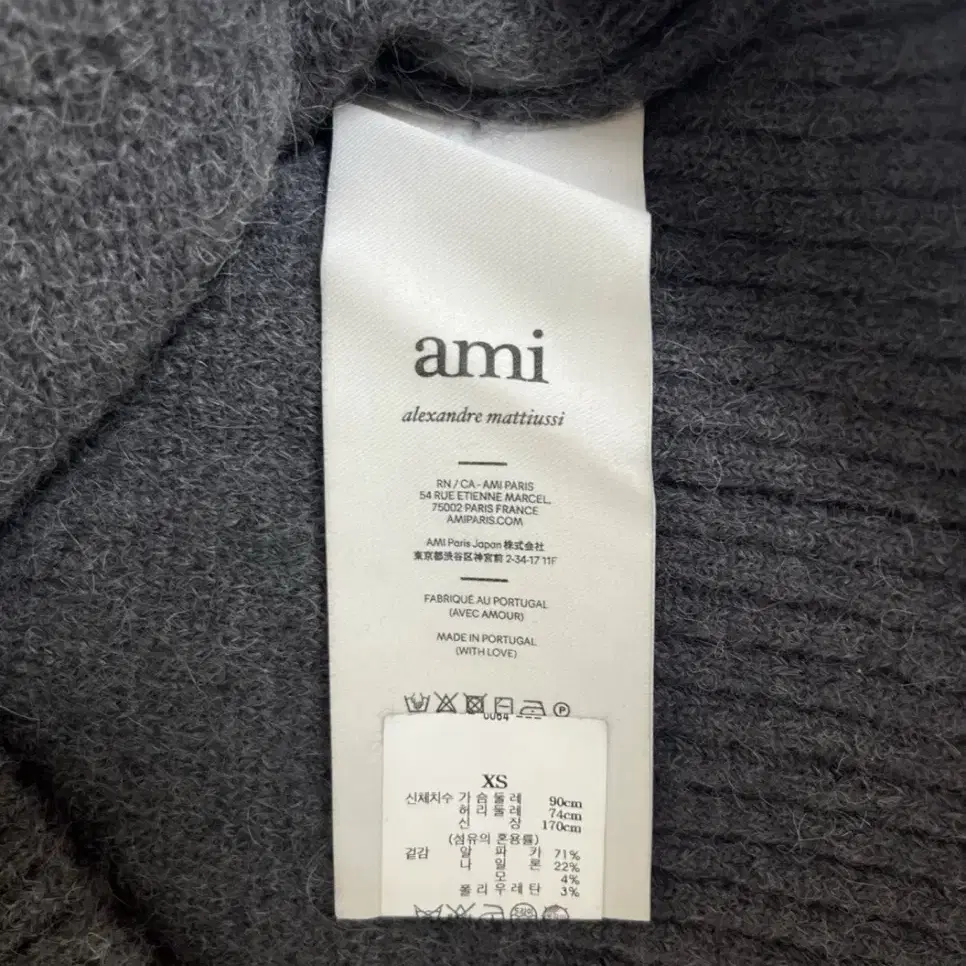 ami
alexandre mattiussi
RN / CA - AMI PARIS
54 RUE ETIENNE MARCEL,
75002 PARIS FRANCE
AMIPARIS.COM
AMI Paris Japan 株式会社
東京都渋谷区神宮前 2-34-17 11F
FABRIQUÉ AU PORTUGAL
(AVEC AMOUR)
MADE IN PORTUGAL
(WITH LOVE)
P
XS
신체치수 가 슴 둘 레 90cm
허 리 둘 레 74cm
신 장 170cm
(섬유의 혼용률)
겉감 알 파 카 71%
나 일 론 22%
모 4%
폴 리 우 레 탄 3%